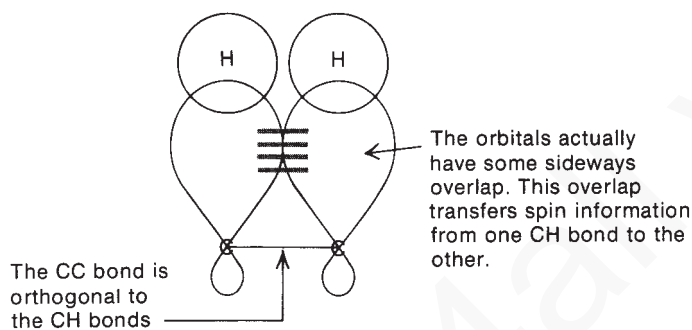 H H
The orbitals actually
have some sideways
overlap. This overlap
transfers spin information
from one CH bond to the
other.
The CC bond is
orthogonal to
the CH bonds